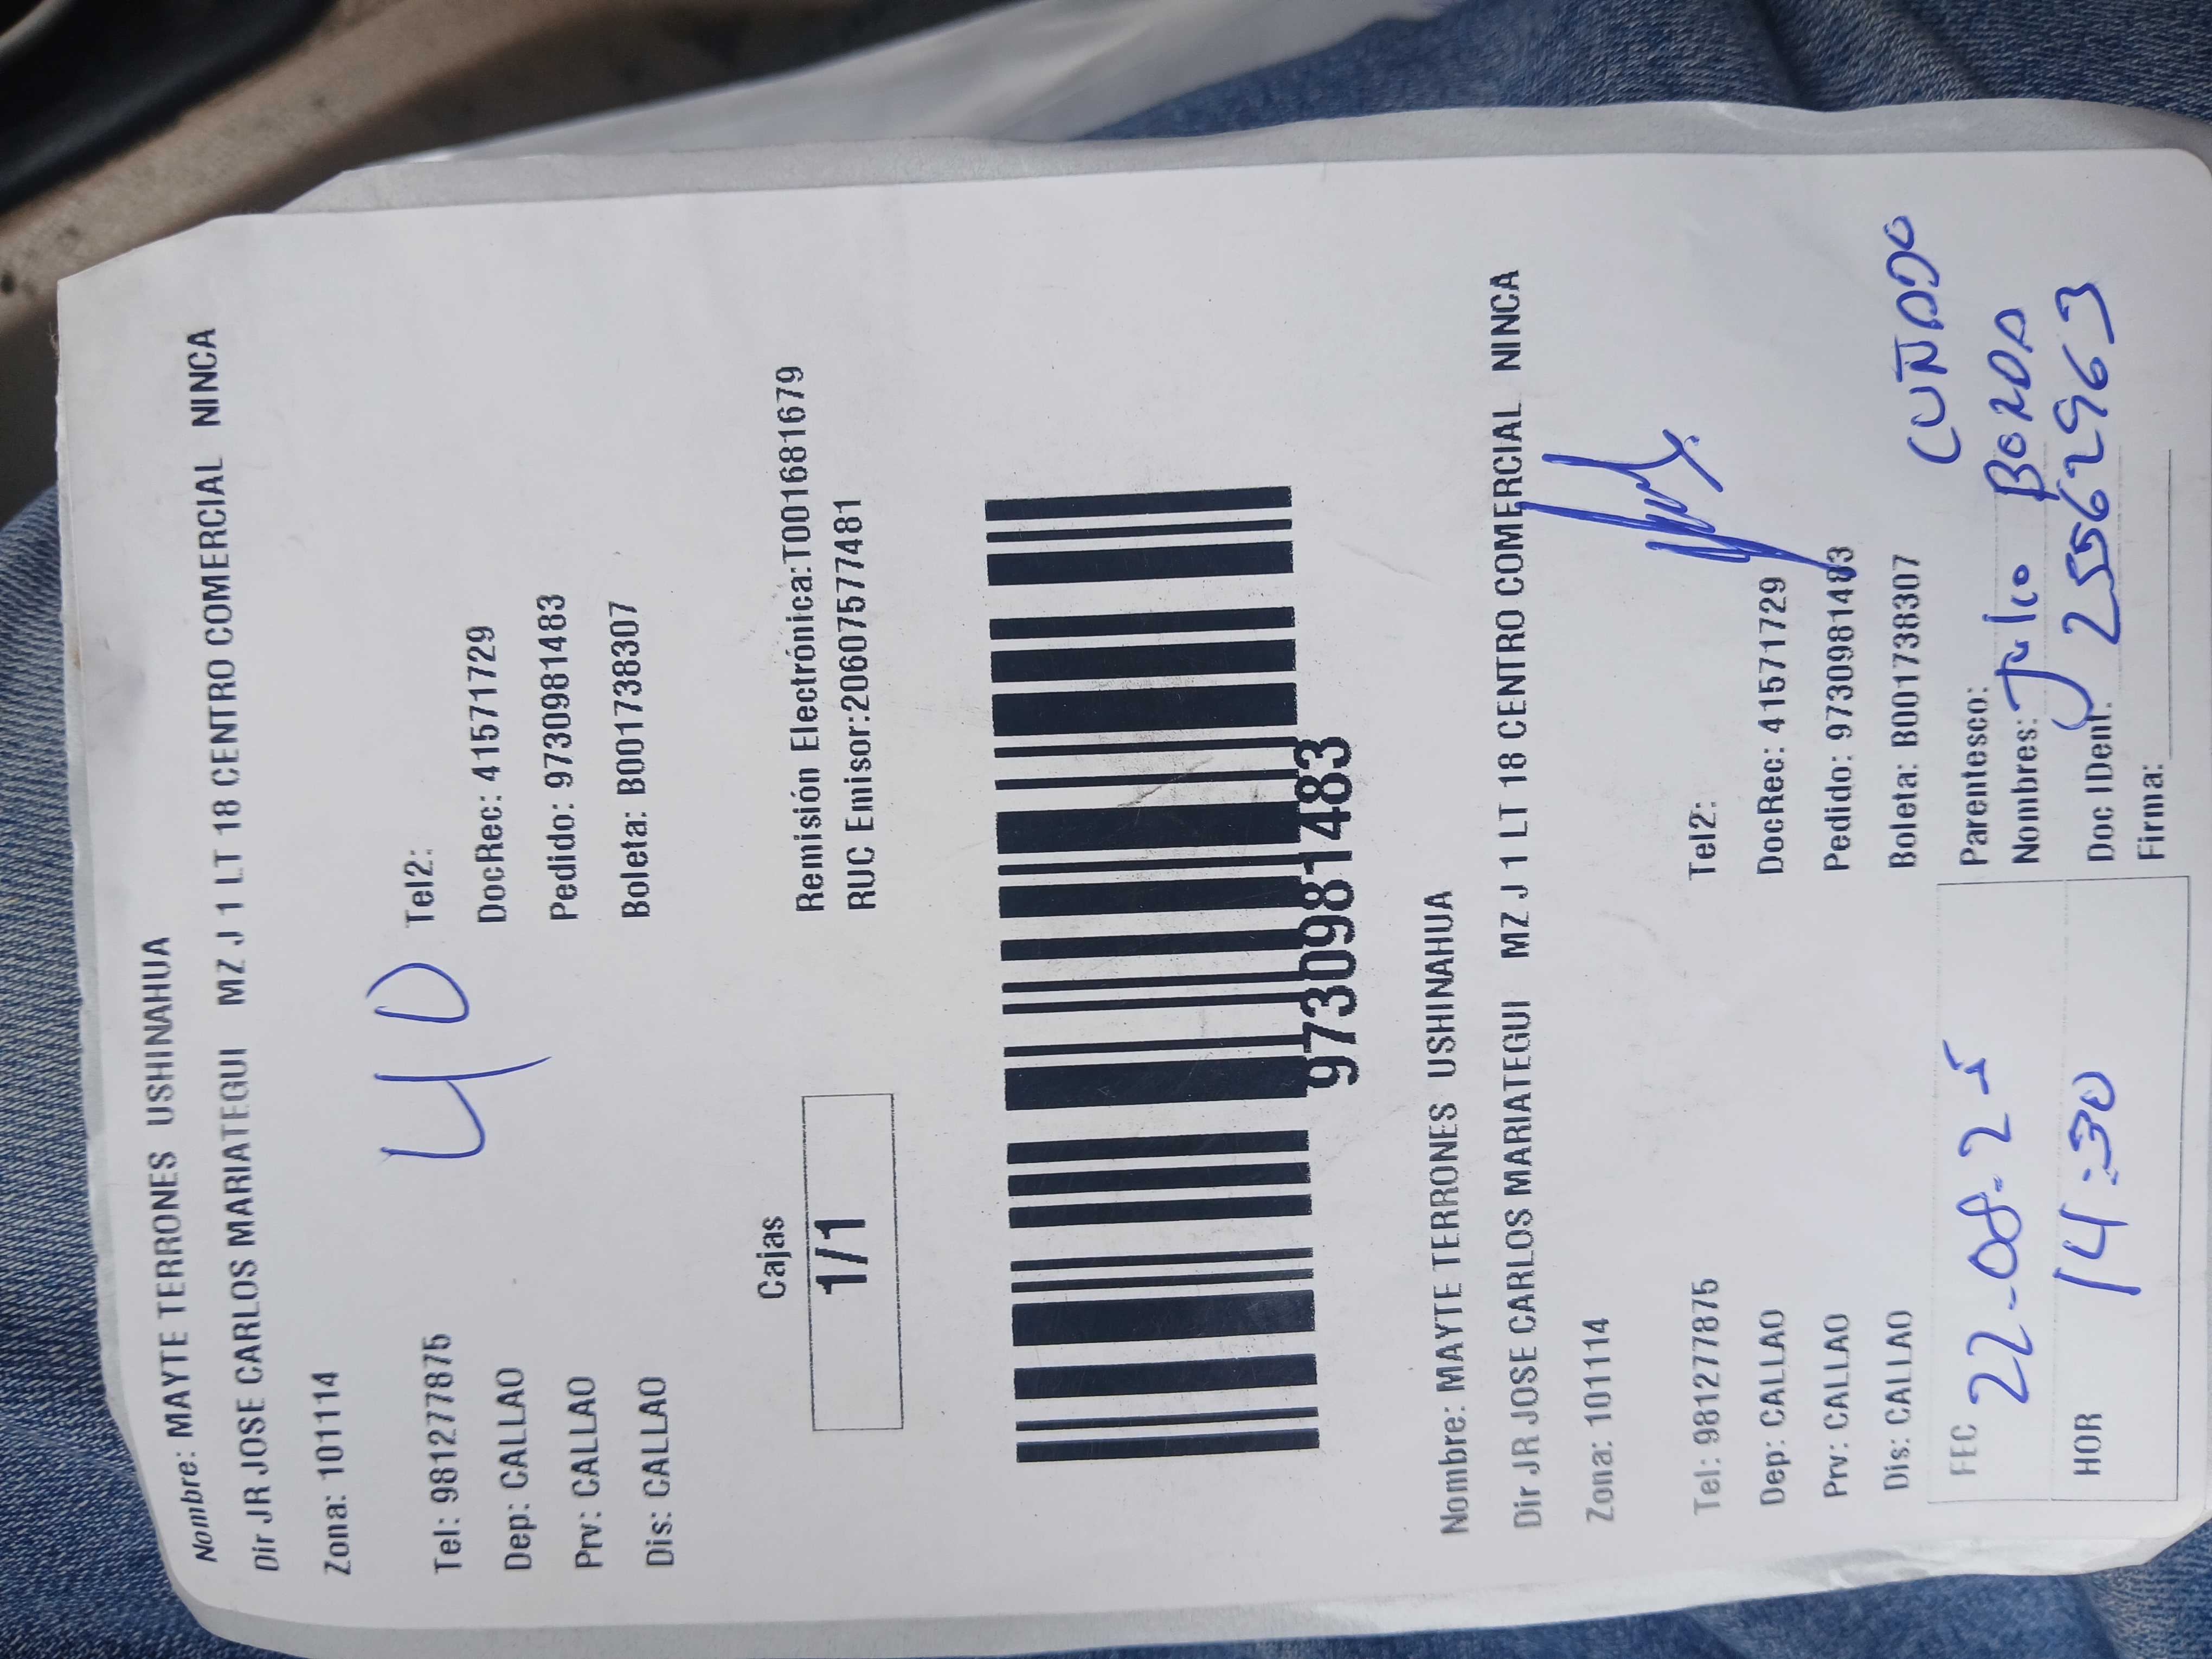 Nombre: MAYTE TERRONES USHINAHUA
Dir JR JOSE CARLOS MARIATEGUI MZ J 1 LT 18 CENTRO COMERCIAL NINCA
Zona: 101114
40
Tel: 981277875 Tel2:
Dep: CALLAO DocRec: 41571729
Prv: CALLAO Pedido: 9730981483
Dis: CALLAO Boleta: B001738307
Cajas
1/1
Remisión Electrónica:T001681679
RUC Emisor:20607577481
9730981483
Nombre: MAYTE TERRONES USHINAHUA
Dir JR JOSE CARLOS MARIATEGUI MZ J 1 LT 18 CENTRO COMERCIAL NINCA
Zona: 101114
Tel: 981277875 Tel2:
Dep: CALLAO DocRec: 41571729
Prv: CALLAO Pedido: 9730981483
Dis: CALLAO Boleta: B001738307
FEC 22-08-25
HOR 14:30
Parentesco: CUÑADO
Nombres: Julio BORDA
Doc IDent: 25562963
Firma: